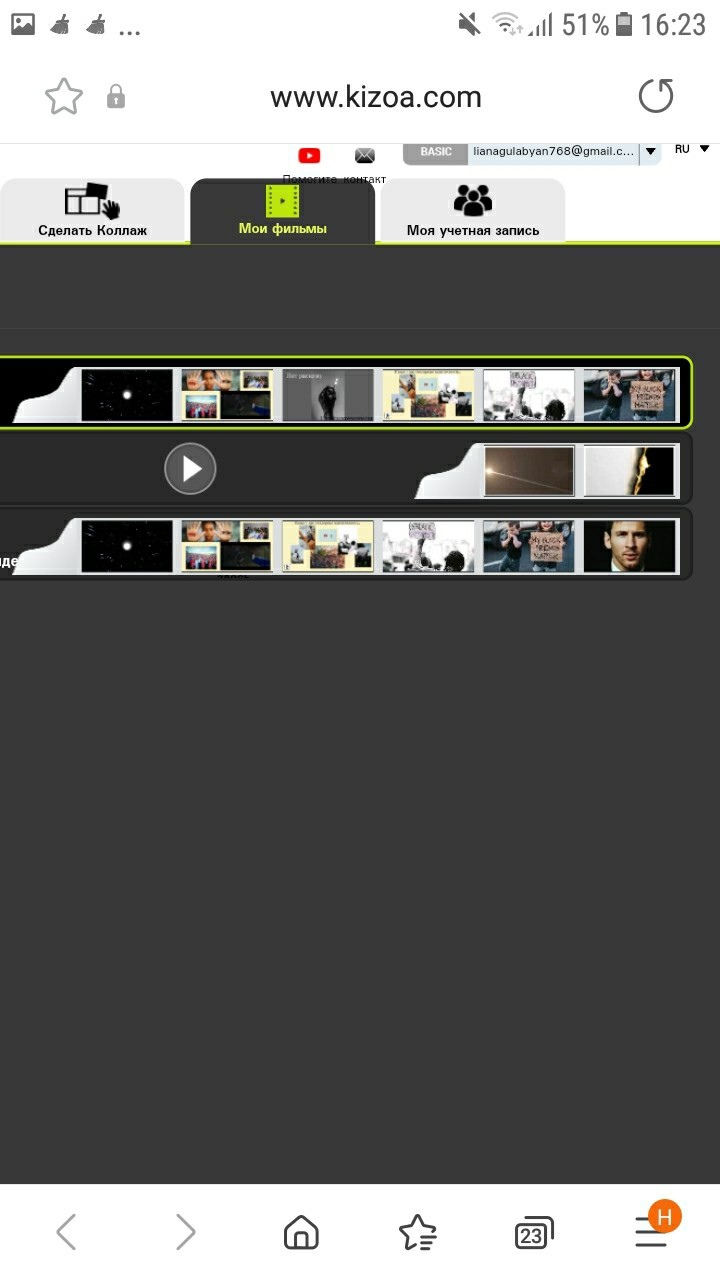 ... 51% 16:23
www.kizoa.com
BASIC lianagulabyan768@gmail.c... RU
Помогите контакт
Сделать Коллаж
Мои фильмы
Моя учетная запись
23
H